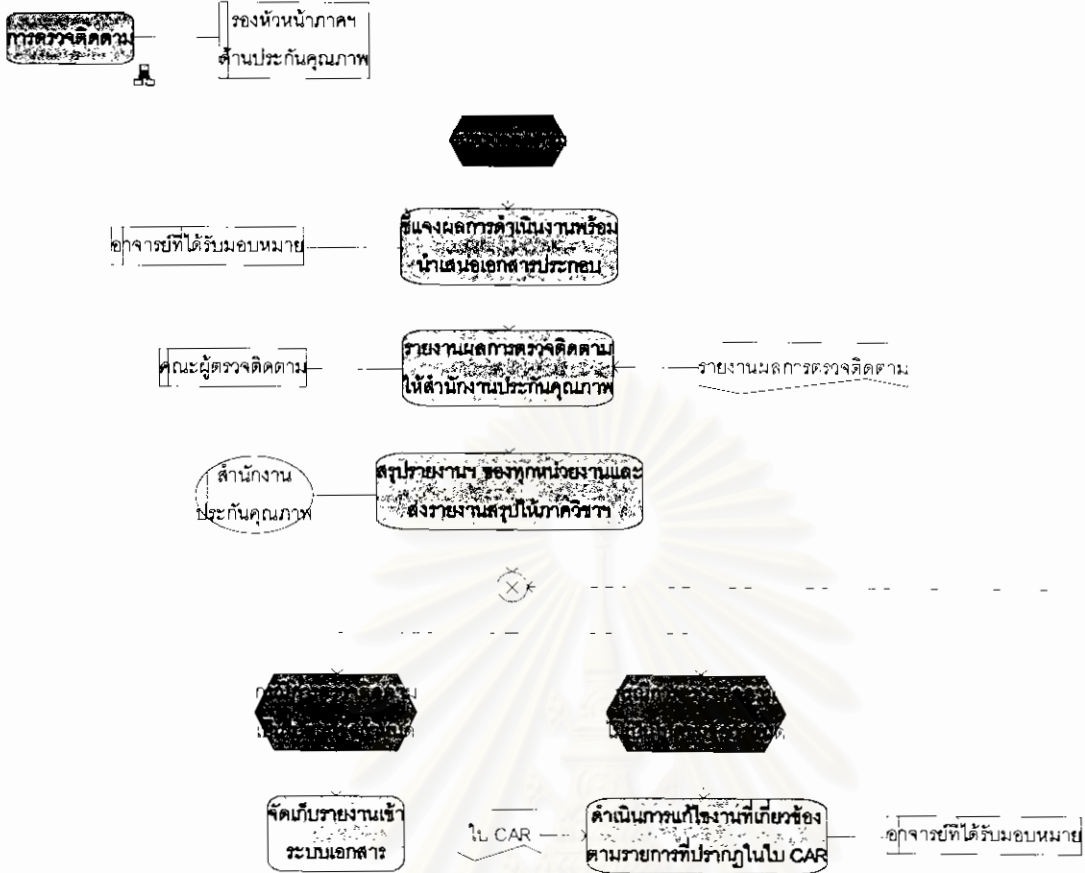 การตรวจติดตาม
รองหัวหน้าภาคฯ
ด้านประกันคุณภาพ
อาจารย์ที่ได้รับมอบหมาย
ชี้แจงผลการดำเนินงานพร้อม
นำเสนอเอกสารประกอบ
คณะผู้ตรวจติดตาม
รายงานผลการตรวจติดตาม
ให้สำนักงานประกันคุณภาพ
รายงานผลการตรวจติดตาม
สำนักงาน
ประกันคุณภาพ
สรุปรายงานฯ ของทุกหน่วยงานและ
ส่งรายงานสรุปให้ภาควิชาฯ
จัดเก็บรายงานเข้า
ระบบเอกสาร
ใบ CAR
ดำเนินการแก้ไขงานที่เกี่ยวข้อง
ตามรายการที่ปรากฏในใบ CAR
อาจารย์ที่ได้รับมอบหมาย